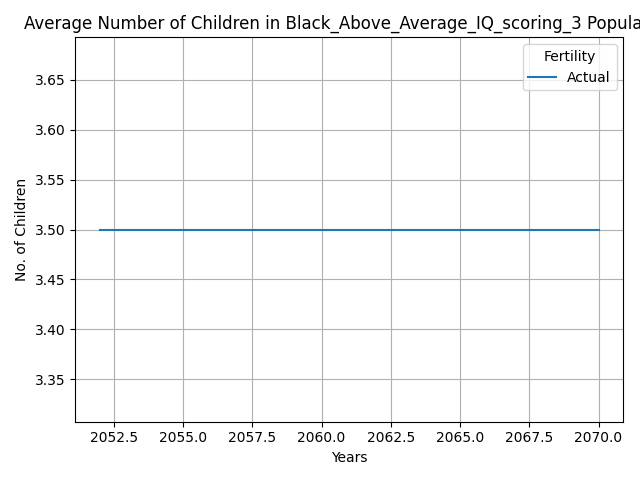 Average Number of Children in Black_Above_Average_IQ_scoring_3 Popula
Fertility
Actual
No. of Children
3.65
3.60
3.55
3.50
3.45
3.40
3.35
2052.5 2055.0 2057.5 2060.0 2062.5 2065.0 2067.5 2070.0
Years